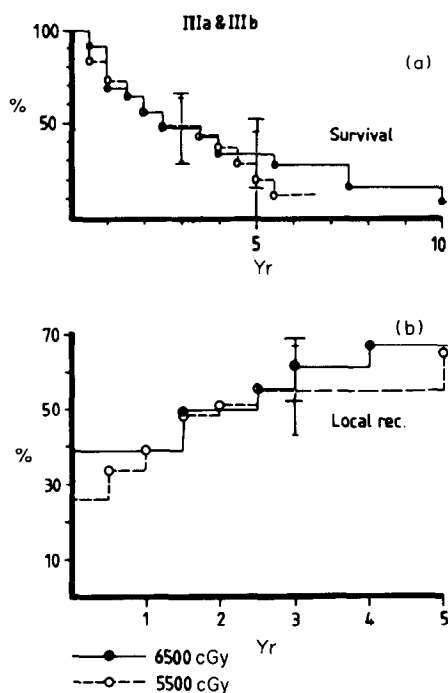 IIIa & IIIb
100
(a)
%
50
Survival
5
10
Yr
70
(b)
50
Local rec.
%
30
10
1
2
3
4
5
Yr
6500 cGy
5500 cGy